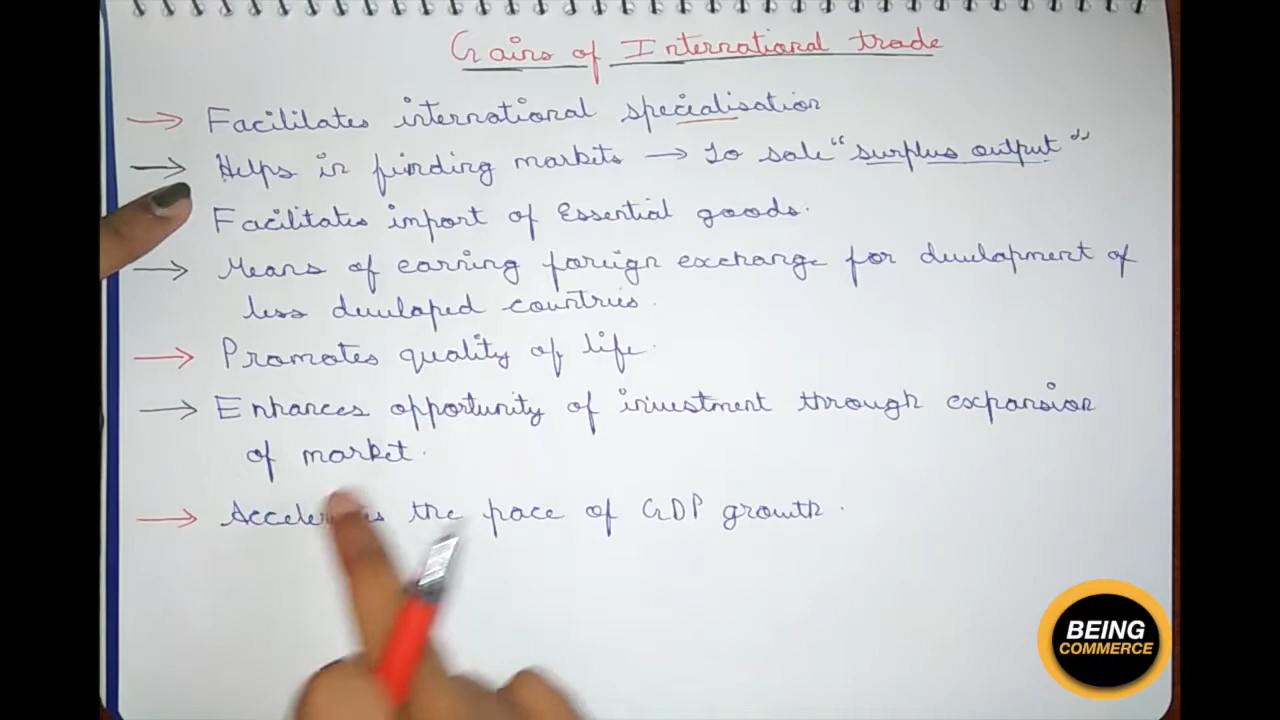 Gains of International trade
→ Facililates international specialisation
→ Helps in finding markets → To sale "surplus output"
Facilitates import of Essential goods.
→ Means of earning foreign exchange for development of
less developed countries.
→ Promotes quality of life.
→ Enhances opportunity of investment through expansion
of market.
→ the pace of GDP growth.
BEING
COMMERCE